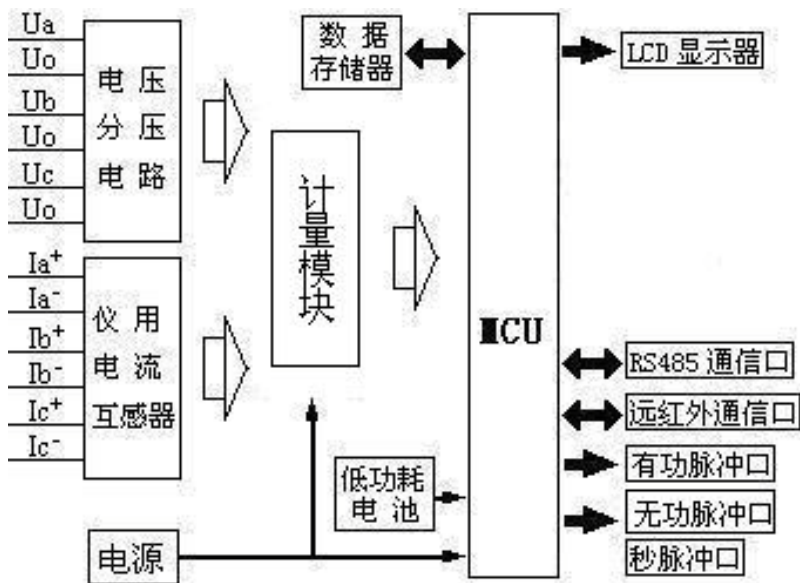 Ua
Uo
Ub
Uo
Uc
Uo
电压
分压
电路
Ia+
Ia-
Ib+
Ib-
Ic+
Ic-
仪用
电流
互感器
计
量
模
块
数据
存储器
MCU
LCD 显示器
RS485 通信口
远红外通信口
有功脉冲口
无功脉冲口
秒脉冲口
低功耗
电池
电源